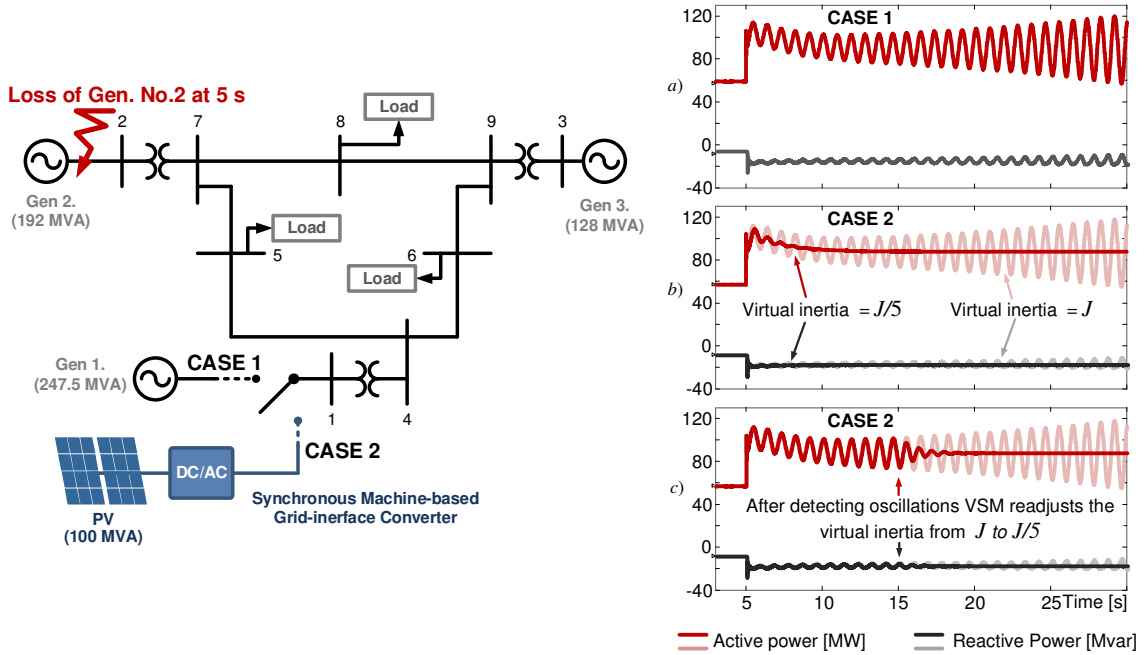 Loss of Gen. No.2 at 5 s
2
7
8
9
3
Load
Gen 2.
(192 MVA)
Gen 3.
(128 MVA)
Load
5
Load
6
Gen 1.
(247.5 MVA)
CASE 1
1
4
CASE 2
DC/AC
PV
(100 MVA)
Synchronous Machine-based
Grid-inerface Converter
CASE 1
120
80
a)
40
0
-40
CASE 2
120
80
b)
Virtual inertia = J/5
Virtual inertia = J
40
0
-40
CASE 2
120
80
c)
After detecting oscillations VSM readjusts the
virtual inertia from J to J/5
40
0
-40
5
10
15
20
25
Time [s]
Active power [MW]
Reactive Power [Mvar]